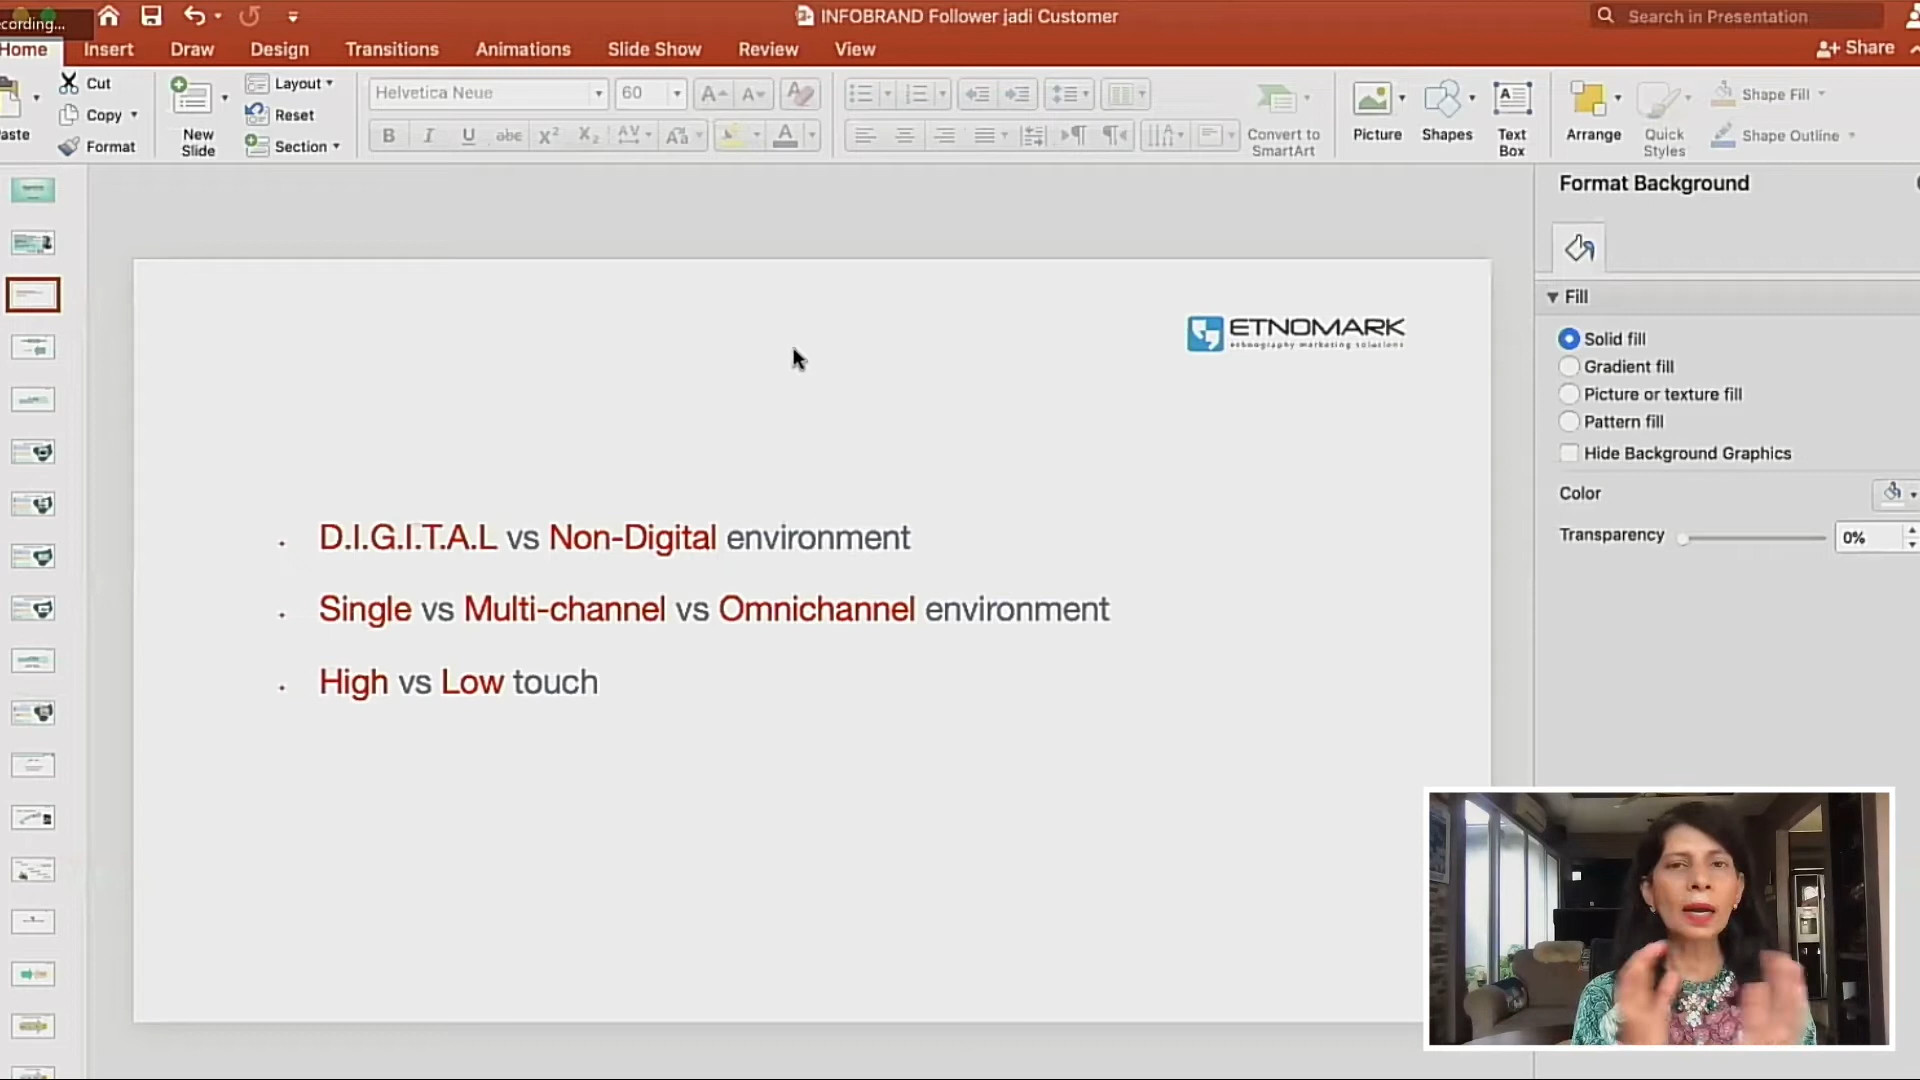 ecording...
INFOBRAND Follower jadi Customer
Search in Presentation
Home Insert Draw Design Transitions Animations Slide Show Review View
Share
aste
Cut
Copy
Format
New Slide
Layout
Reset
Section
Helvetica Neue 60
Convert to SmartArt
Picture
Shapes
Text Box
Arrange
Quick Styles
Shape Fill
Shape Outline
Format Background
Fill
Solid fill
Gradient fill
Picture or texture fill
Pattern fill
Hide Background Graphics
Color
Transparency 0%
ETNOMARK
ethnography marketing solutions
D.I.G.I.T.A.L vs Non-Digital environment
Single vs Multi-channel vs Omnichannel environment
High vs Low touch